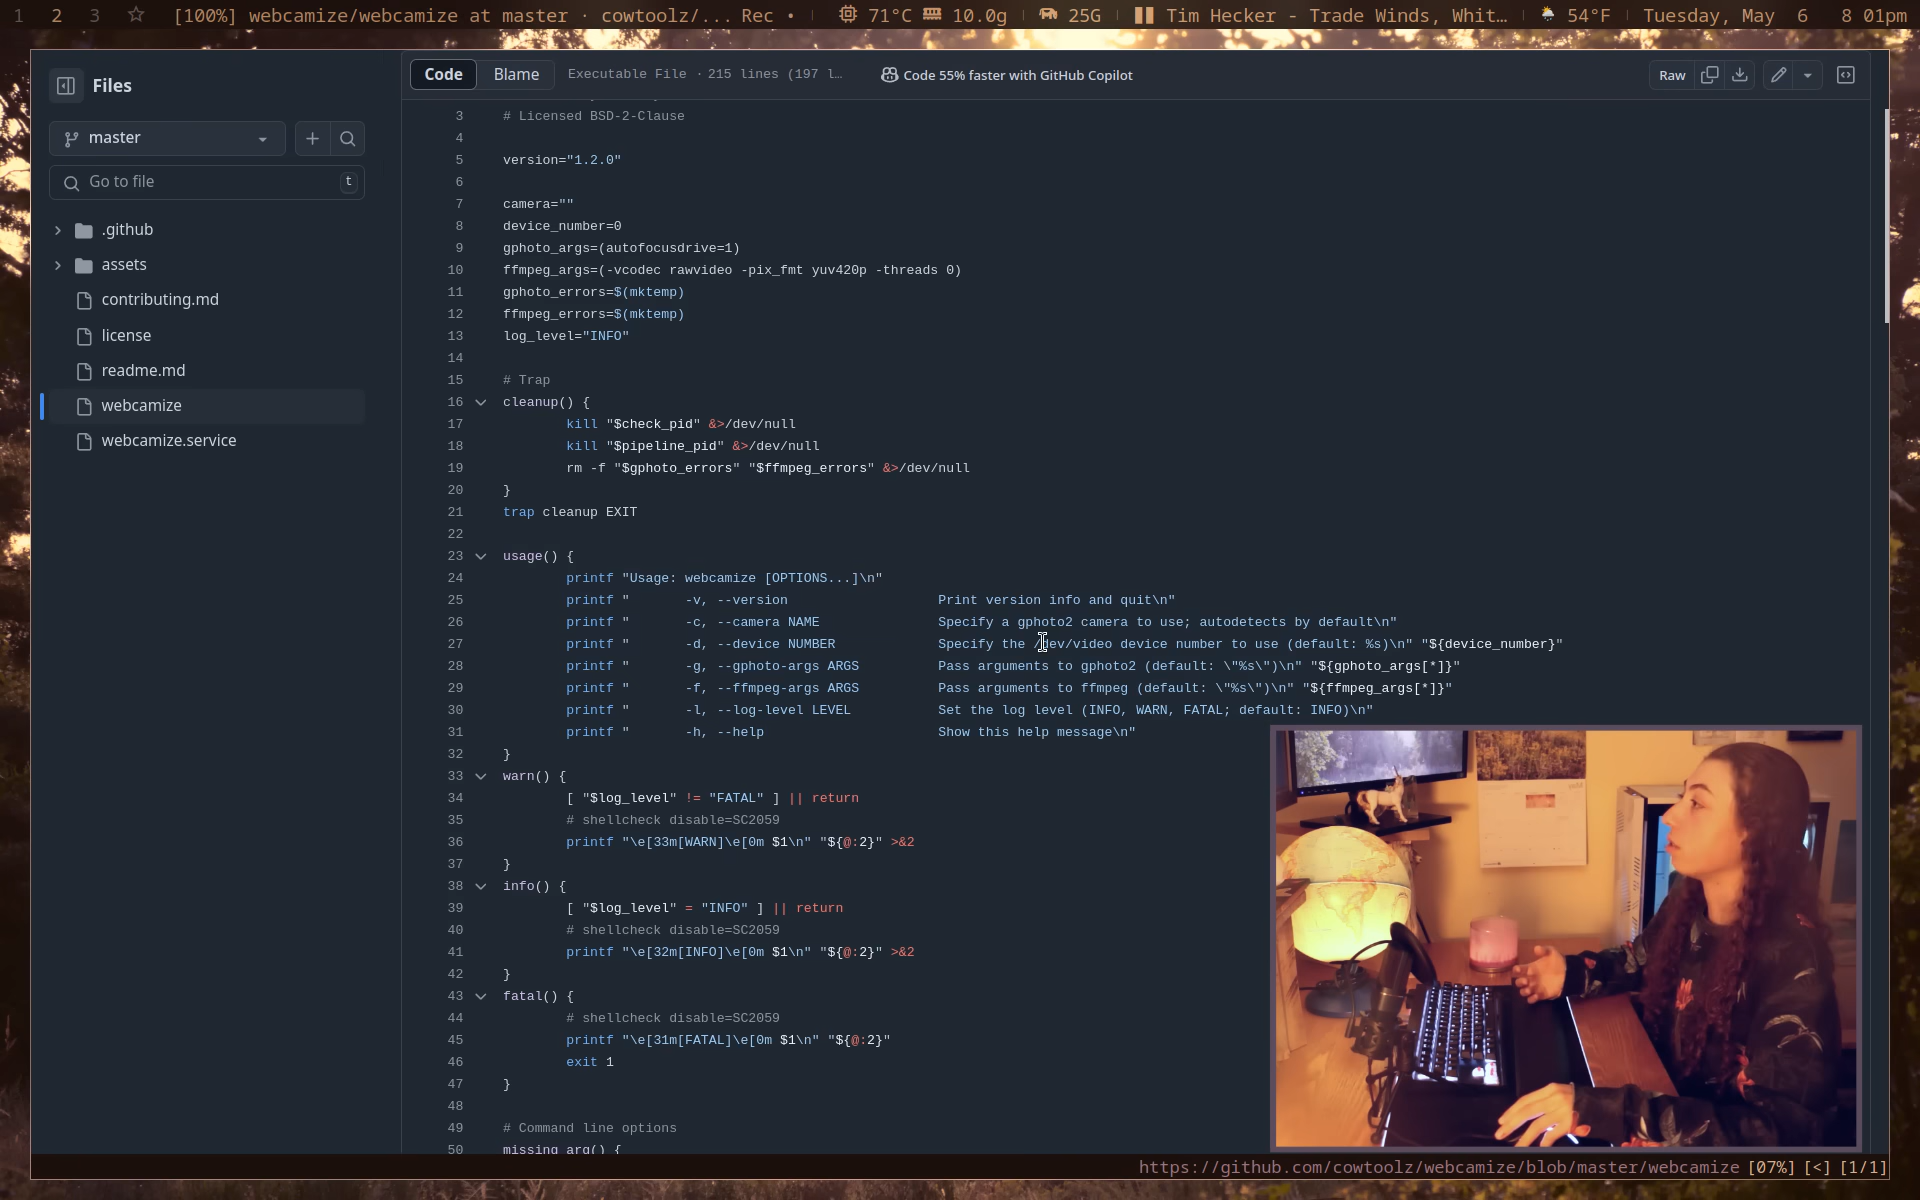 1 2 3 [100%] webcamize/webcamize at master · cowtoolz/... Rec • 71°C 10.0g 25G Tim Hecker - Trade Winds, Whit… 54°F Tuesday, May 6 8 01pm
Files
Code Blame Executable File · 215 lines (197 l… Code 55% faster with GitHub Copilot Raw
master
Go to file t
.github
assets
contributing.md
license
readme.md
webcamize
webcamize.service
3 # Licensed BSD-2-Clause
4
5 version="1.2.0"
6
7 camera=""
8 device_number=0
9 gphoto_args=(autofocusdrive=1)
10 ffmpeg_args=(-vcodec rawvideo -pix_fmt yuv420p -threads 0)
11 gphoto_errors=$(mktemp)
12 ffmpeg_errors=$(mktemp)
13 log_level="INFO"
14
15 # Trap
16 cleanup() {
17 kill "$check_pid" &>/dev/null
18 kill "$pipeline_pid" &>/dev/null
19 rm -f "$gphoto_errors" "$ffmpeg_errors" &>/dev/null
20 }
21 trap cleanup EXIT
22
23 usage() {
24 printf "Usage: webcamize [OPTIONS...]\n"
25 printf " -v, --version Print version info and quit\n"
26 printf " -c, --camera NAME Specify a gphoto2 camera to use; autodetects by default\n"
27 printf " -d, --device NUMBER Specify the /dev/video device number to use (default: %s)\n" "${device_number}"
28 printf " -g, --gphoto-args ARGS Pass arguments to gphoto2 (default: \"%s\")\n" "${gphoto_args[*]}"
29 printf " -f, --ffmpeg-args ARGS Pass arguments to ffmpeg (default: \"%s\")\n" "${ffmpeg_args[*]}"
30 printf " -l, --log-level LEVEL Set the log level (INFO, WARN, FATAL; default: INFO)\n"
31 printf " -h, --help Show this help message\n"
32 }
33 warn() {
34 [ "$log_level" != "FATAL" ] || return
35 # shellcheck disable=SC2059
36 printf "\e[33m[WARN]\e[0m $1\n" "${@:2}" >&2
37 }
38 info() {
39 [ "$log_level" = "INFO" ] || return
40 # shellcheck disable=SC2059
41 printf "\e[32m[INFO]\e[0m $1\n" "${@:2}" >&2
42 }
43 fatal() {
44 # shellcheck disable=SC2059
45 printf "\e[31m[FATAL]\e[0m $1\n" "${@:2}"
46 exit 1
47 }
48
49 # Command line options
50 missing_arg() {
https://github.com/cowtoolz/webcamize/blob/master/webcamize [07%] [<] [1/1]